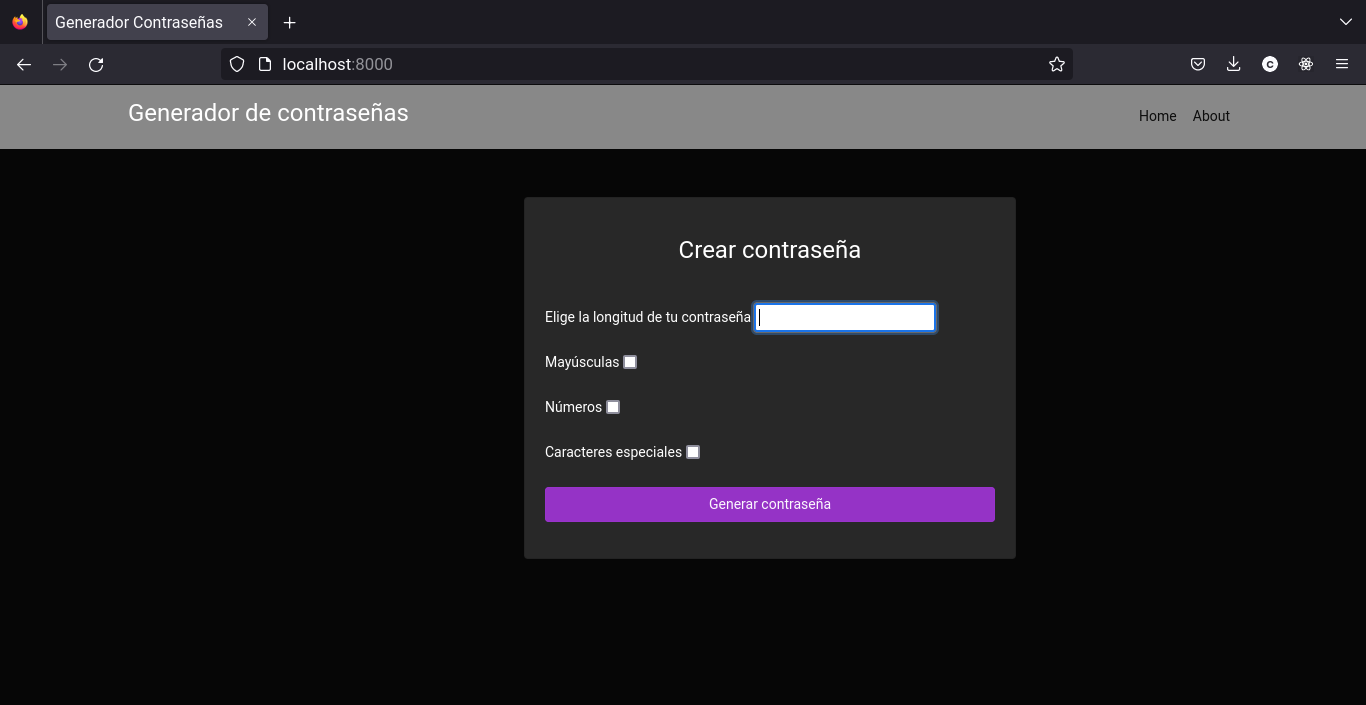 Generador Contraseñas
localhost:8000
Generador de contraseñas
Home About
Crear contraseña
Elige la longitud de tu contraseña
Mayúsculas
Números
Caracteres especiales
Generar contraseña